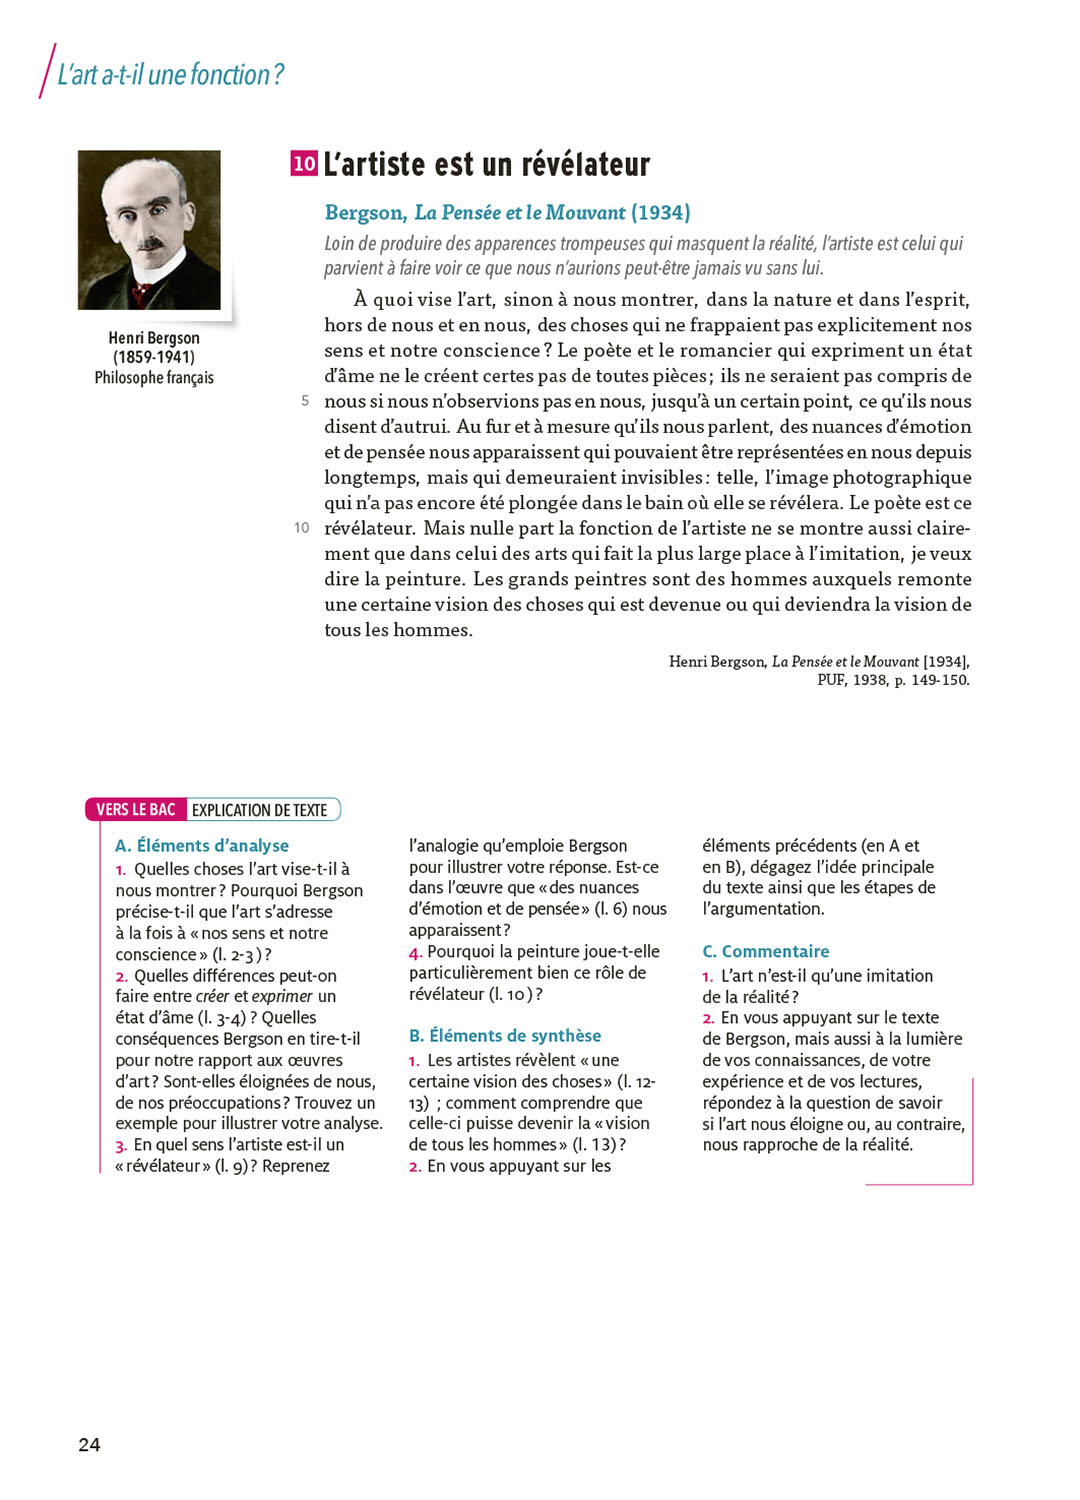 L'art a-t-il une fonction ?
10 L'artiste est un révélateur
Bergson, La Pensée et le Mouvant (1934)
Loin de produire des apparences trompeuses qui masquent la réalité, l'artiste est celui qui
parvient à faire voir ce que nous n'aurions peut-être jamais vu sans lui.
Henri Bergson
(1859-1941)
Philosophe français
À quoi vise l'art, sinon à nous montrer, dans la nature et dans l'esprit,
hors de nous et en nous, des choses qui ne frappaient pas explicitement nos
sens et notre conscience ? Le poète et le romancier qui expriment un état
d'âme ne le créent certes pas de toutes pièces ; ils ne seraient pas compris de
5 nous si nous n'observions pas en nous, jusqu'à un certain point, ce qu'ils nous
disent d'autrui. Au fur et à mesure qu'ils nous parlent, des nuances d'émotion
et de pensée nous apparaissent qui pouvaient être représentées en nous depuis
longtemps, mais qui demeuraient invisibles : telle, l'image photographique
qui n'a pas encore été plongée dans le bain où elle se révélera. Le poète est ce
10 révélateur. Mais nulle part la fonction de l'artiste ne se montre aussi claire-
ment que dans celui des arts qui fait la plus large place à l'imitation, je veux
dire la peinture. Les grands peintres sont des hommes auxquels remonte
une certaine vision des choses qui est devenue ou qui deviendra la vision de
tous les hommes.
Henri Bergson, La Pensée et le Mouvant [1934],
PUF, 1938, p. 149-150.
VERS LE BAC EXPLICATION DE TEXTE
A. Éléments d'analyse
1. Quelles choses l'art vise-t-il à
nous montrer ? Pourquoi Bergson
précise-t-il que l'art s'adresse
à la fois à « nos sens et notre
conscience » (l. 2-3) ?
2. Quelles différences peut-on
faire entre créer et exprimer un
état d'âme (l. 3-4) ? Quelles
conséquences Bergson en tire-t-il
pour notre rapport aux œuvres
d'art ? Sont-elles éloignées de nous,
de nos préoccupations ? Trouvez un
exemple pour illustrer votre analyse.
3. En quel sens l'artiste est-il un
« révélateur » (l. 9) ? Reprenez
l'analogie qu'emploie Bergson
pour illustrer votre réponse. Est-ce
dans l'œuvre que « des nuances
d'émotion et de pensée » (l. 6) nous
apparaissent ?
4. Pourquoi la peinture joue-t-elle
particulièrement bien ce rôle de
révélateur (l. 10) ?
B. Éléments de synthèse
1. Les artistes révèlent « une
certaine vision des choses » (l. 12-
13) ; comment comprendre que
celle-ci puisse devenir la « vision
de tous les hommes » (l. 13) ?
2. En vous appuyant sur les
éléments précédents (en A et
en B), dégagez l'idée principale
du texte ainsi que les étapes de
l'argumentation.
C. Commentaire
1. L'art n'est-il qu'une imitation
de la réalité ?
2. En vous appuyant sur le texte
de Bergson, mais aussi à la lumière
de vos connaissances, de votre
expérience et de vos lectures,
répondez à la question de savoir
si l'art nous éloigne ou, au contraire,
nous rapproche de la réalité.
24